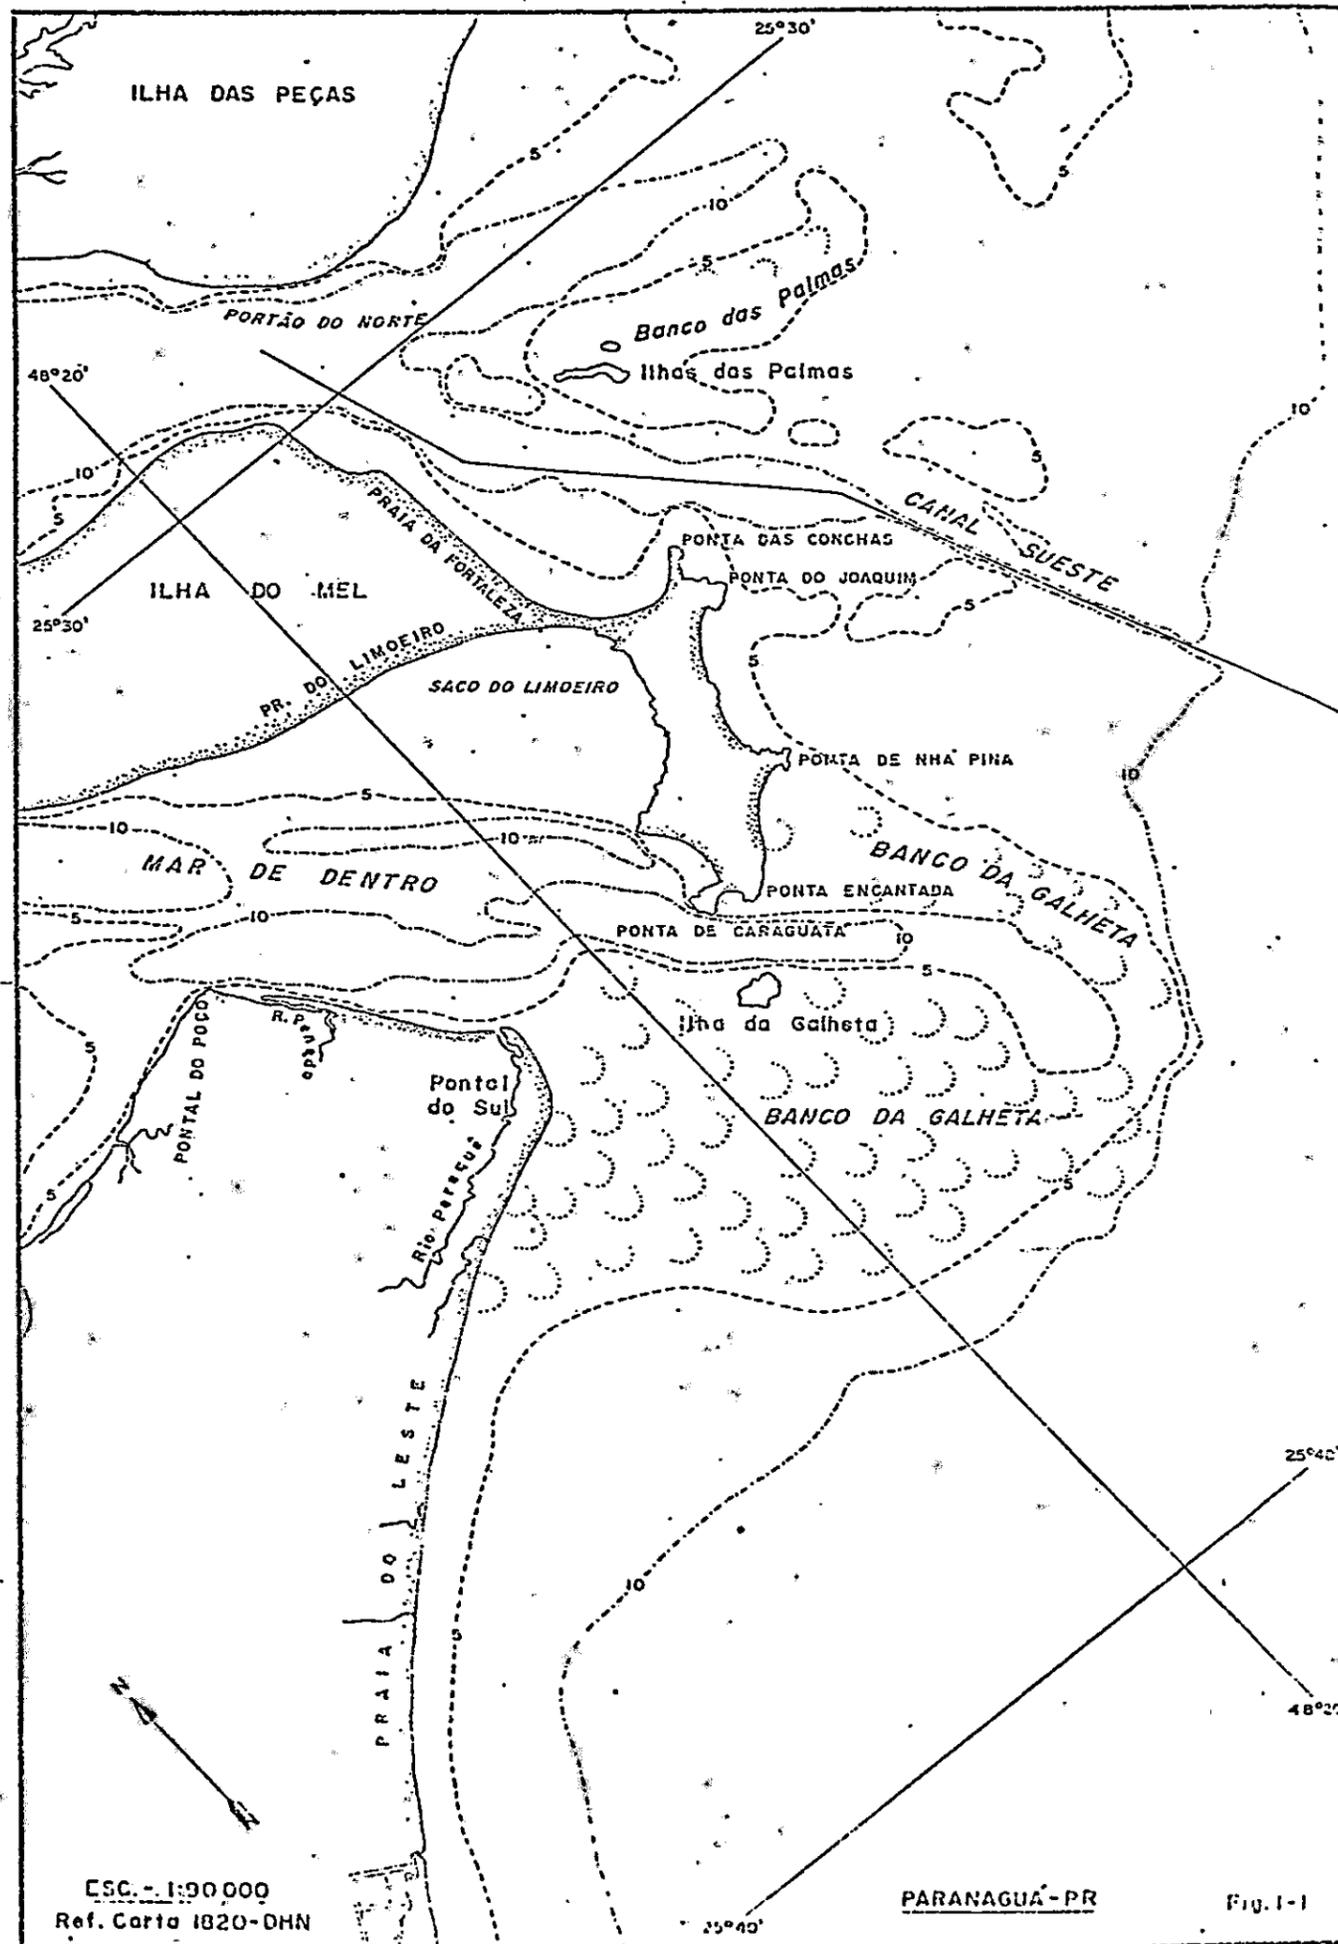 25°30'
ILHA DAS PEÇAS
5
10
5
5
PORTÃO DO NORTE
Banco das Palmas
Ilhas das Palmas
48°20'
10
10
5
5
PRAIA DA FORTALEZA
CANAL SUESTE
PONTA DAS CONCHAS
PONTA DO JOAQUIM
5
ILHA DO MEL
25°30'
PR. DO LIMOEIRO
SACO DO LIMOEIRO
5
PONTA DE NHÁ PINA
10
5
10
10
MAR DE DENTRO
BANCO DA GALHETA
PONTA ENCANTADA
5
10
PONTA DE CARAGUATÁ
10
5
Ilha da Galheta
R. Penedo
PONTAL DO POÇO
5
Pontal
do Sul
BANCO DA GALHETA
Rio Peraquê
5
5
PRAIA DO LESTE
25°40'
10
5
48°20'
N
ESC. - 1:90 000
Ref. Carta 1820-DHN
25°40'
PARANAGUÁ-PR
Fig. I-I